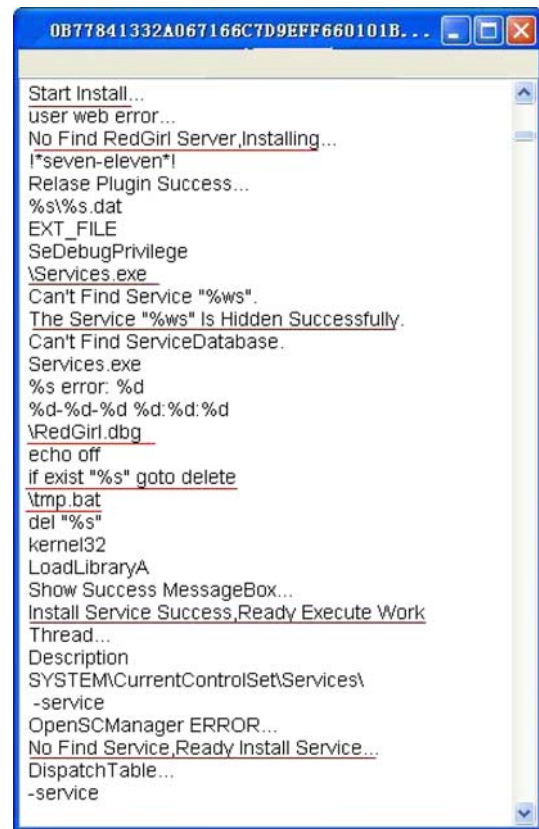 0B77841332A067166C7D9EFF660101B...
Start Install...
user web error...
No Find RedGirl Server,Installing...
!*seven-eleven*!
Relase Plugin Success...
%s\%s.dat
EXT_FILE
SeDebugPrivilege
\Services.exe
Can't Find Service "%ws".
The Service "%ws" Is Hidden Successfully.
Can't Find ServiceDatabase.
Services.exe
%s error: %d
%d-%d-%d %d:%d:%d
\RedGirl.dbg
echo off
if exist "%s" goto delete
\tmp.bat
del "%s"
kernel32
LoadLibraryA
Show Success MessageBox...
Install Service Success,Ready Execute Work
Thread...
Description
SYSTEM\CurrentControlSet\Services\
-service
OpenSCManager ERROR...
No Find Service,Ready Install Service...
DispatchTable...
-service